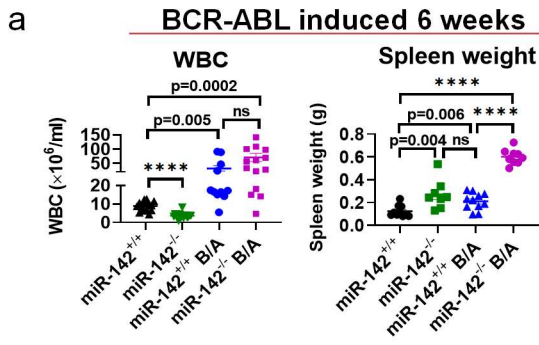 a
BCR-ABL induced 6 weeks
WBC
p=0.0002
p=0.005
ns
****
WBC (×10⁶/ml)
150
100
50
20
10
0
miR-142⁺/⁺
miR-142⁻/⁻
miR-142⁺/⁺ B/A
miR-142⁻/⁻ B/A
Spleen weight
****
p=0.006
****
p=0.004
ns
Spleen weight (g)
0.8
0.6
0.4
0.2
0.0
miR-142⁺/⁺
miR-142⁻/⁻
miR-142⁺/⁺ B/A
miR-142⁻/⁻ B/A